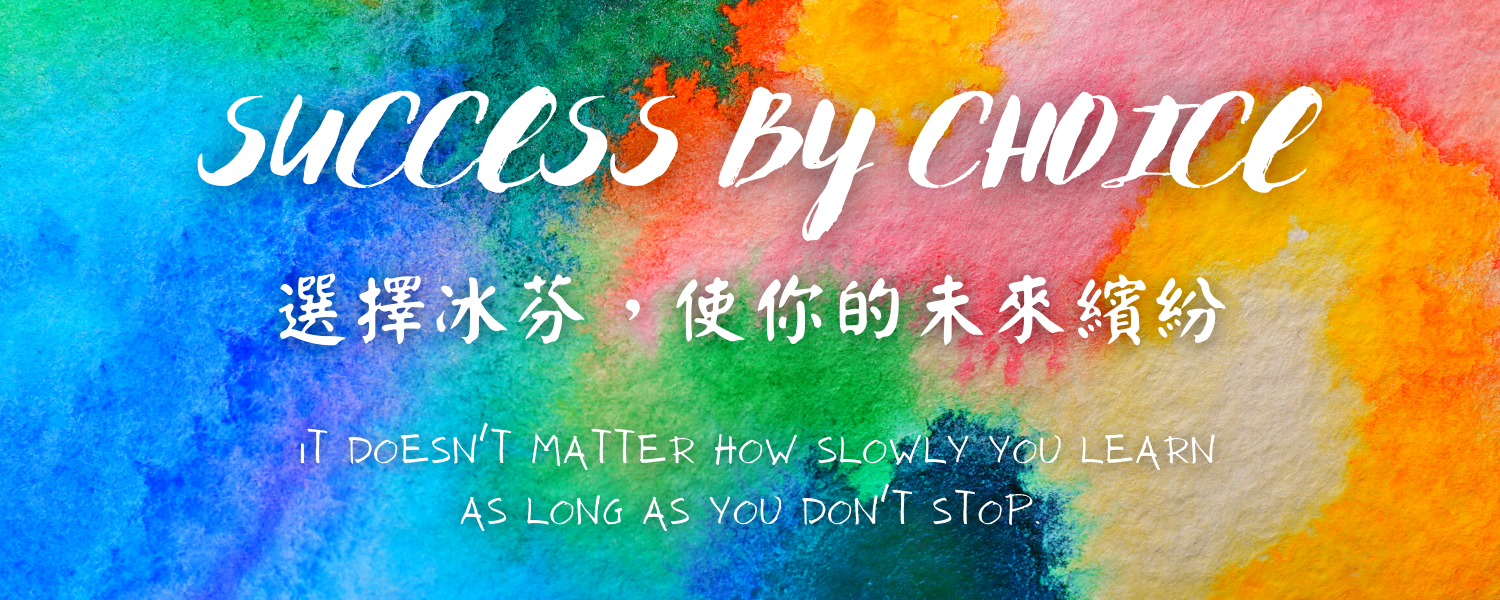 SUCCESS BY CHOICE
選擇冰芬，使你的未來繽紛
IT DOESN'T MATTER HOW SLOWLY YOU LEARN
AS LONG AS YOU DON'T STOP.